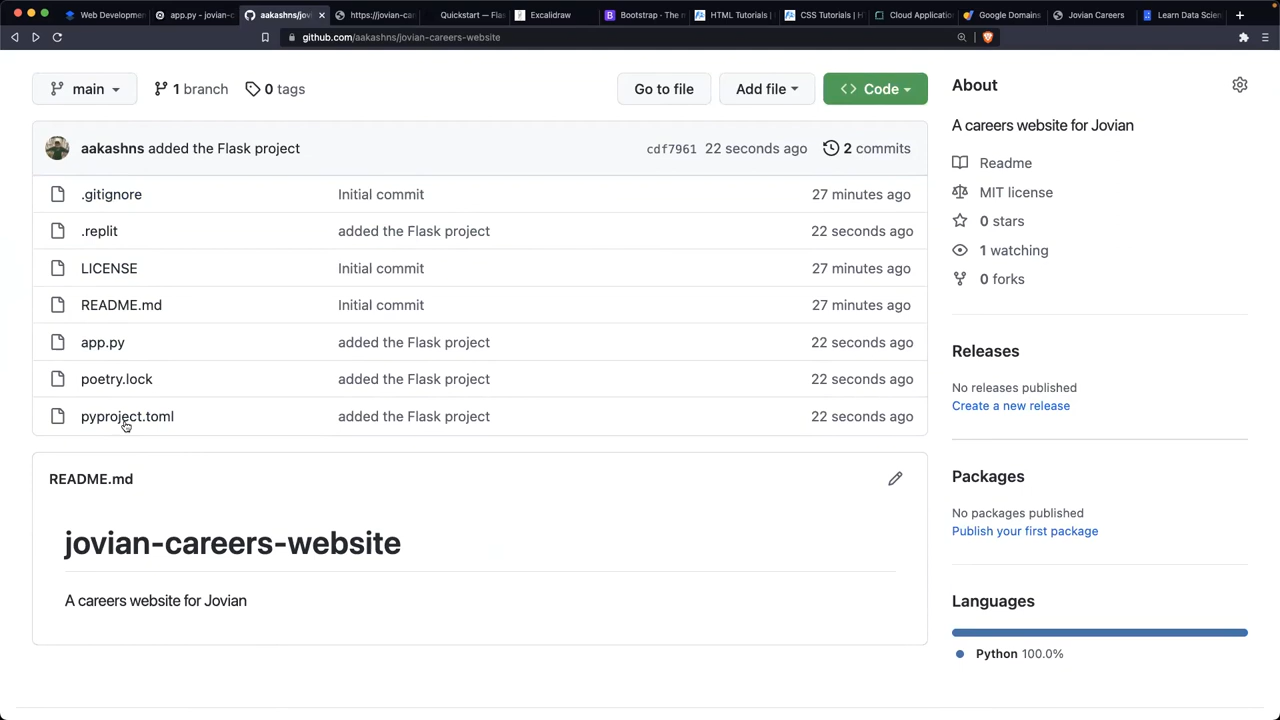 Web Developmen
app.py - jovian-c
aakashns/jovi
https://jovian-car
Quickstart — Flas
Excalidraw
Bootstrap · The m
HTML Tutorials | 
CSS Tutorials | H
Cloud Application
Google Domains
Jovian Careers
Learn Data Scien
github.com/aakashns/jovian-careers-website
main
1 branch
0 tags
Go to file
Add file
Code
aakashns added the Flask project
cdf7961 22 seconds ago
2 commits
.gitignore Initial commit 27 minutes ago
.replit added the Flask project 22 seconds ago
LICENSE Initial commit 27 minutes ago
README.md Initial commit 27 minutes ago
app.py added the Flask project 22 seconds ago
poetry.lock added the Flask project 22 seconds ago
pyproject.toml added the Flask project 22 seconds ago
README.md
jovian-careers-website
A careers website for Jovian
About
A careers website for Jovian
Readme
MIT license
0 stars
1 watching
0 forks
Releases
No releases published
Create a new release
Packages
No packages published
Publish your first package
Languages
Python 100.0%